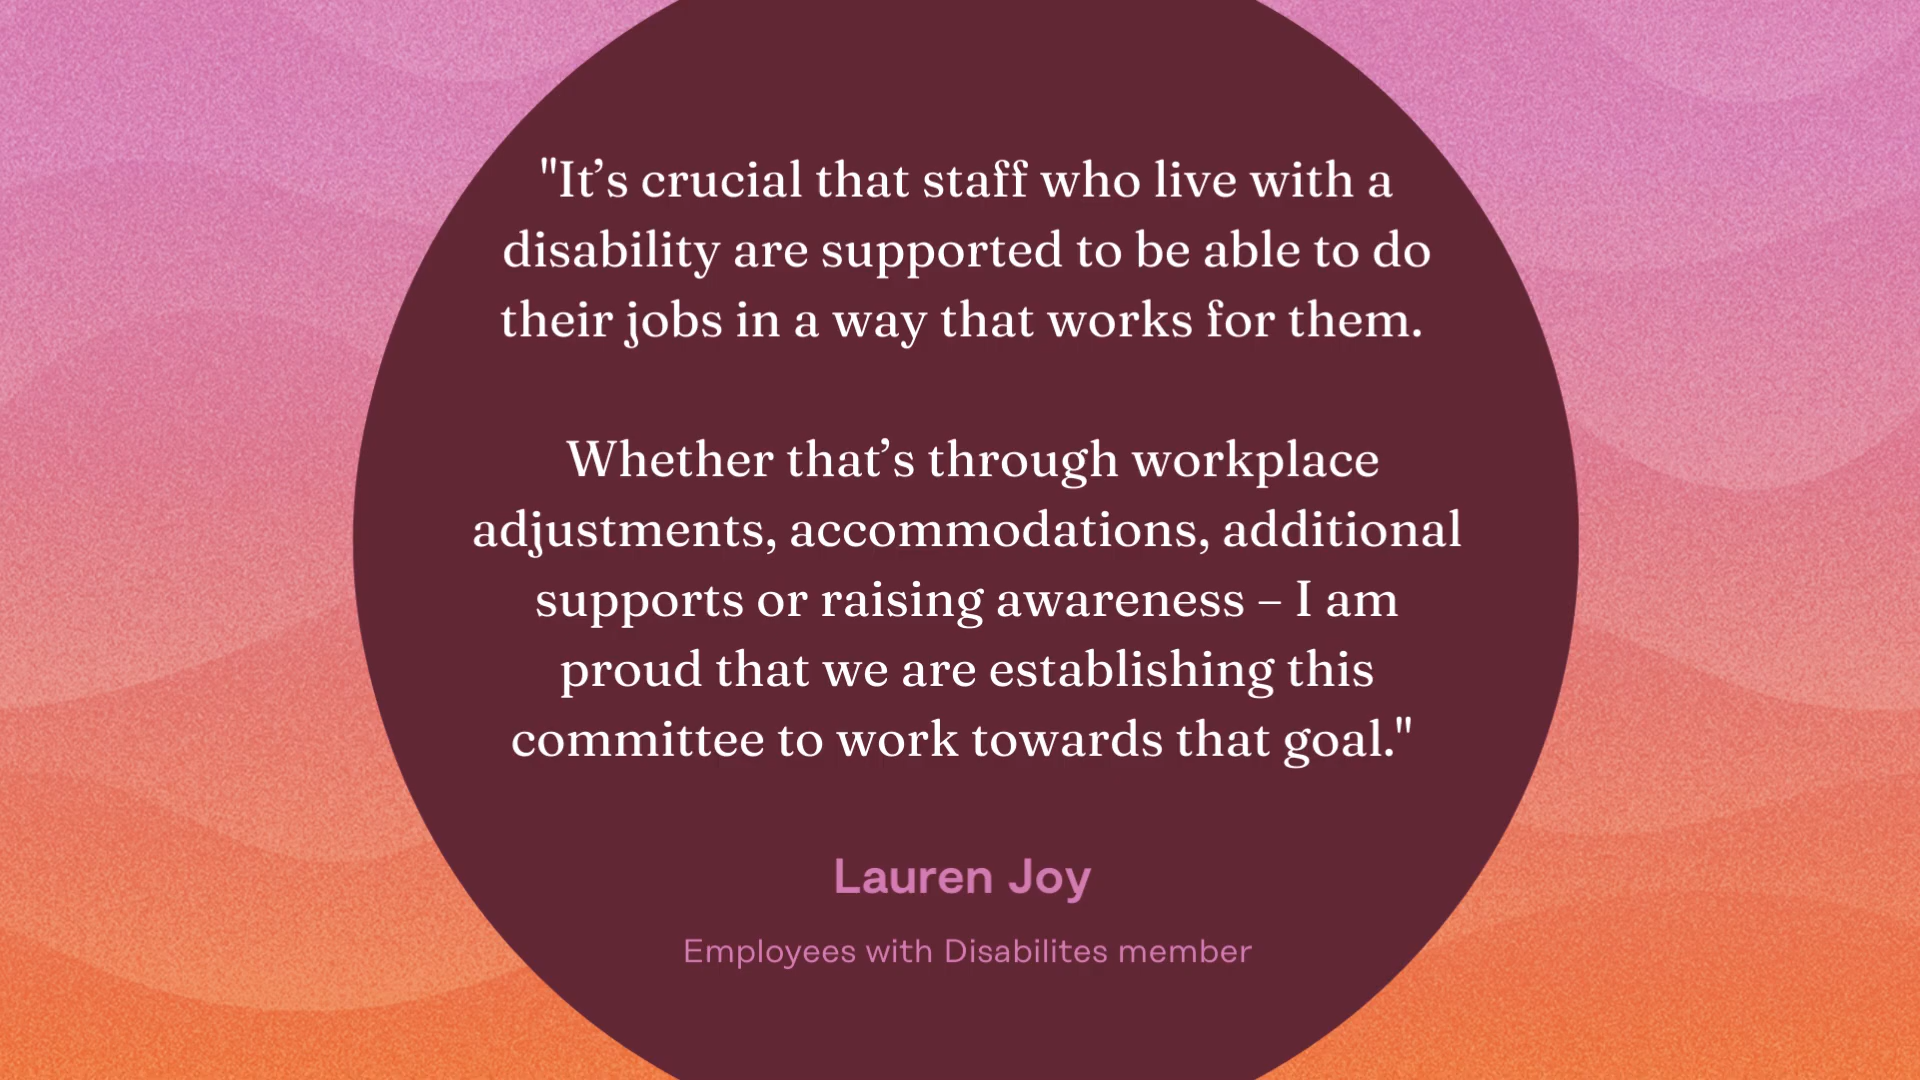 "It’s crucial that staff who live with a
disability are supported to be able to do
their jobs in a way that works for them.
Whether that’s through workplace
adjustments, accommodations, additional
supports or raising awareness – I am
proud that we are establishing this
committee to work towards that goal."
Lauren Joy
Employees with Disabilites member